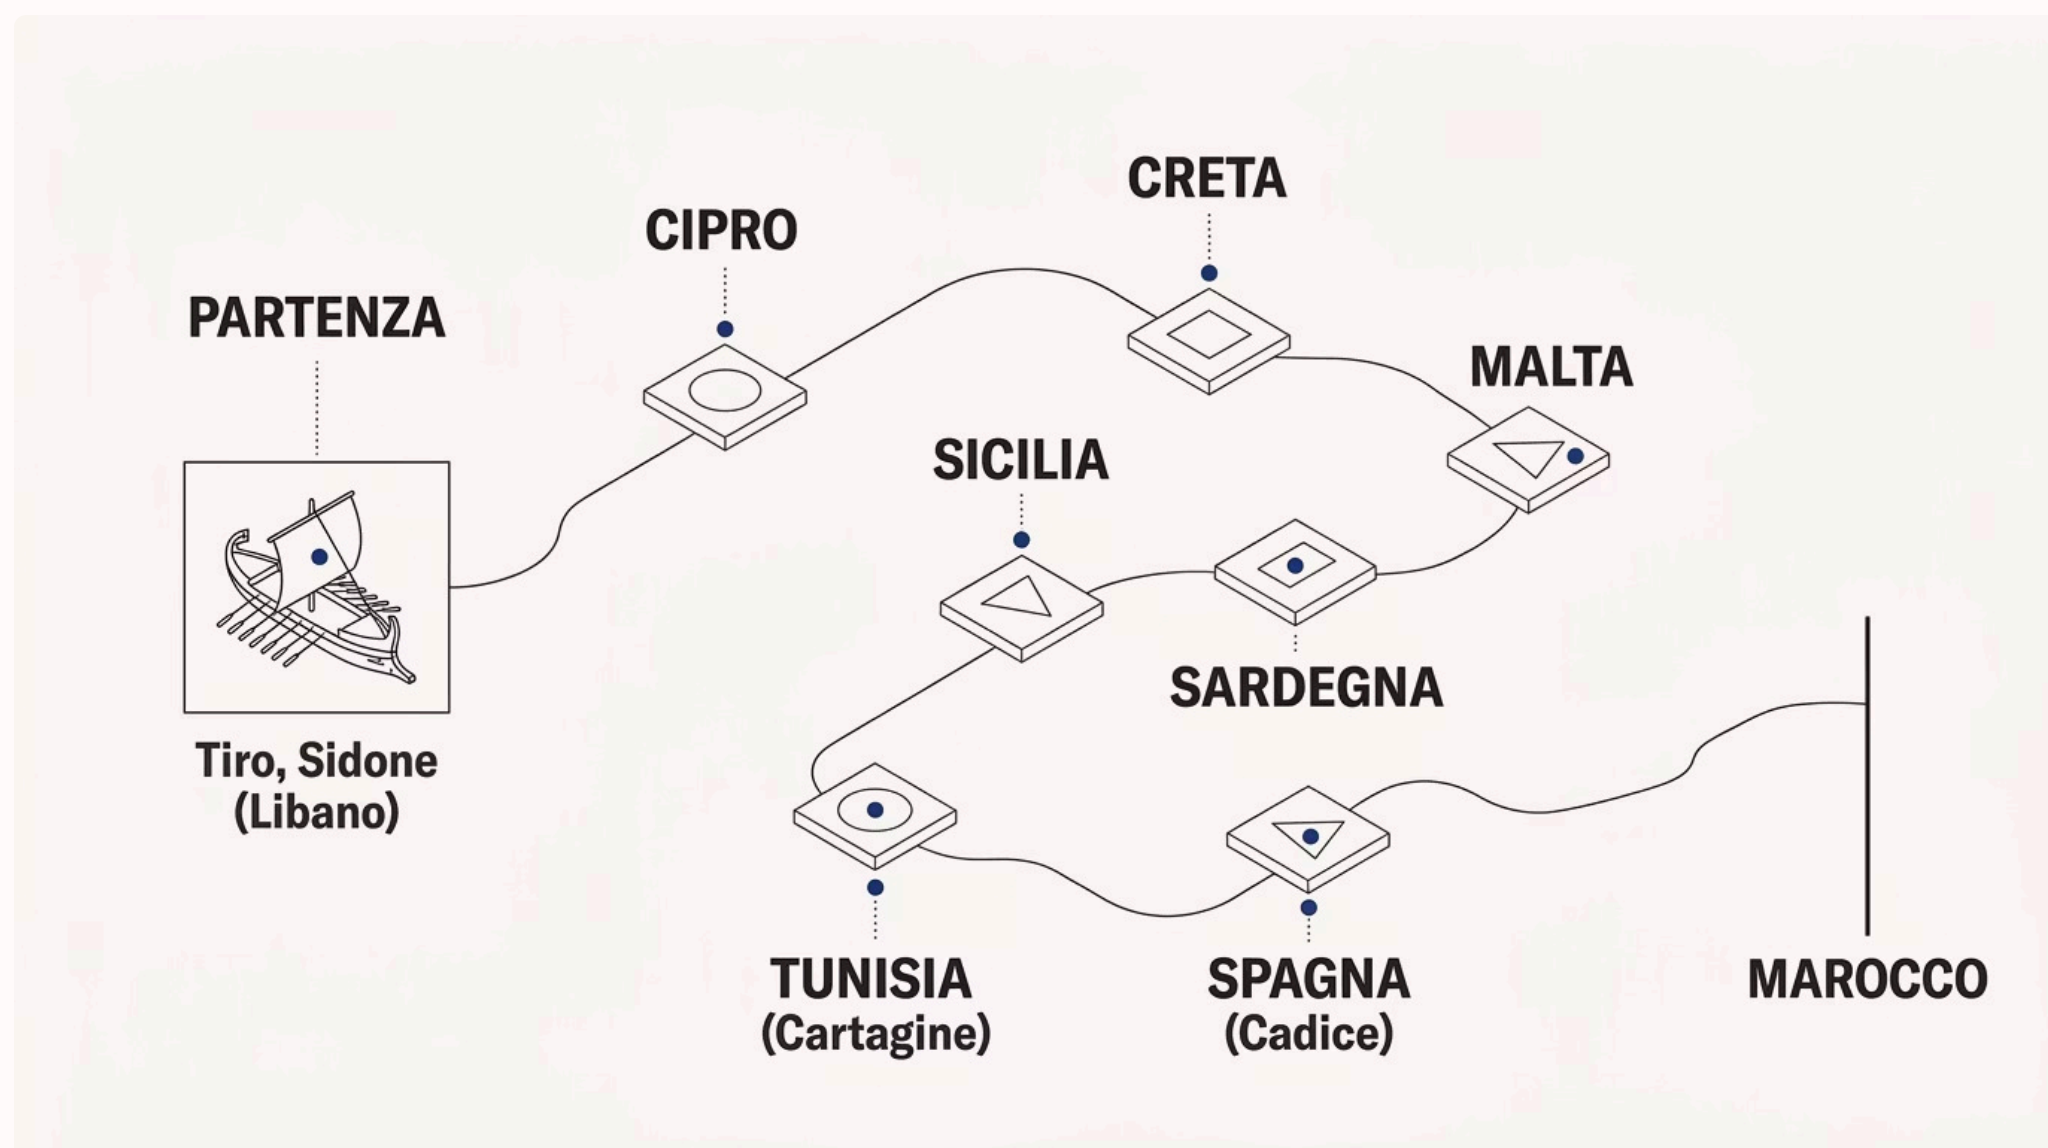 PARTENZA
Tiro, Sidone
(Libano)
CIPRO
CRETA
MALTA
SARDEGNA
SICILIA
TUNISIA
(Cartagine)
SPAGNA
(Cadice)
MAROCCO